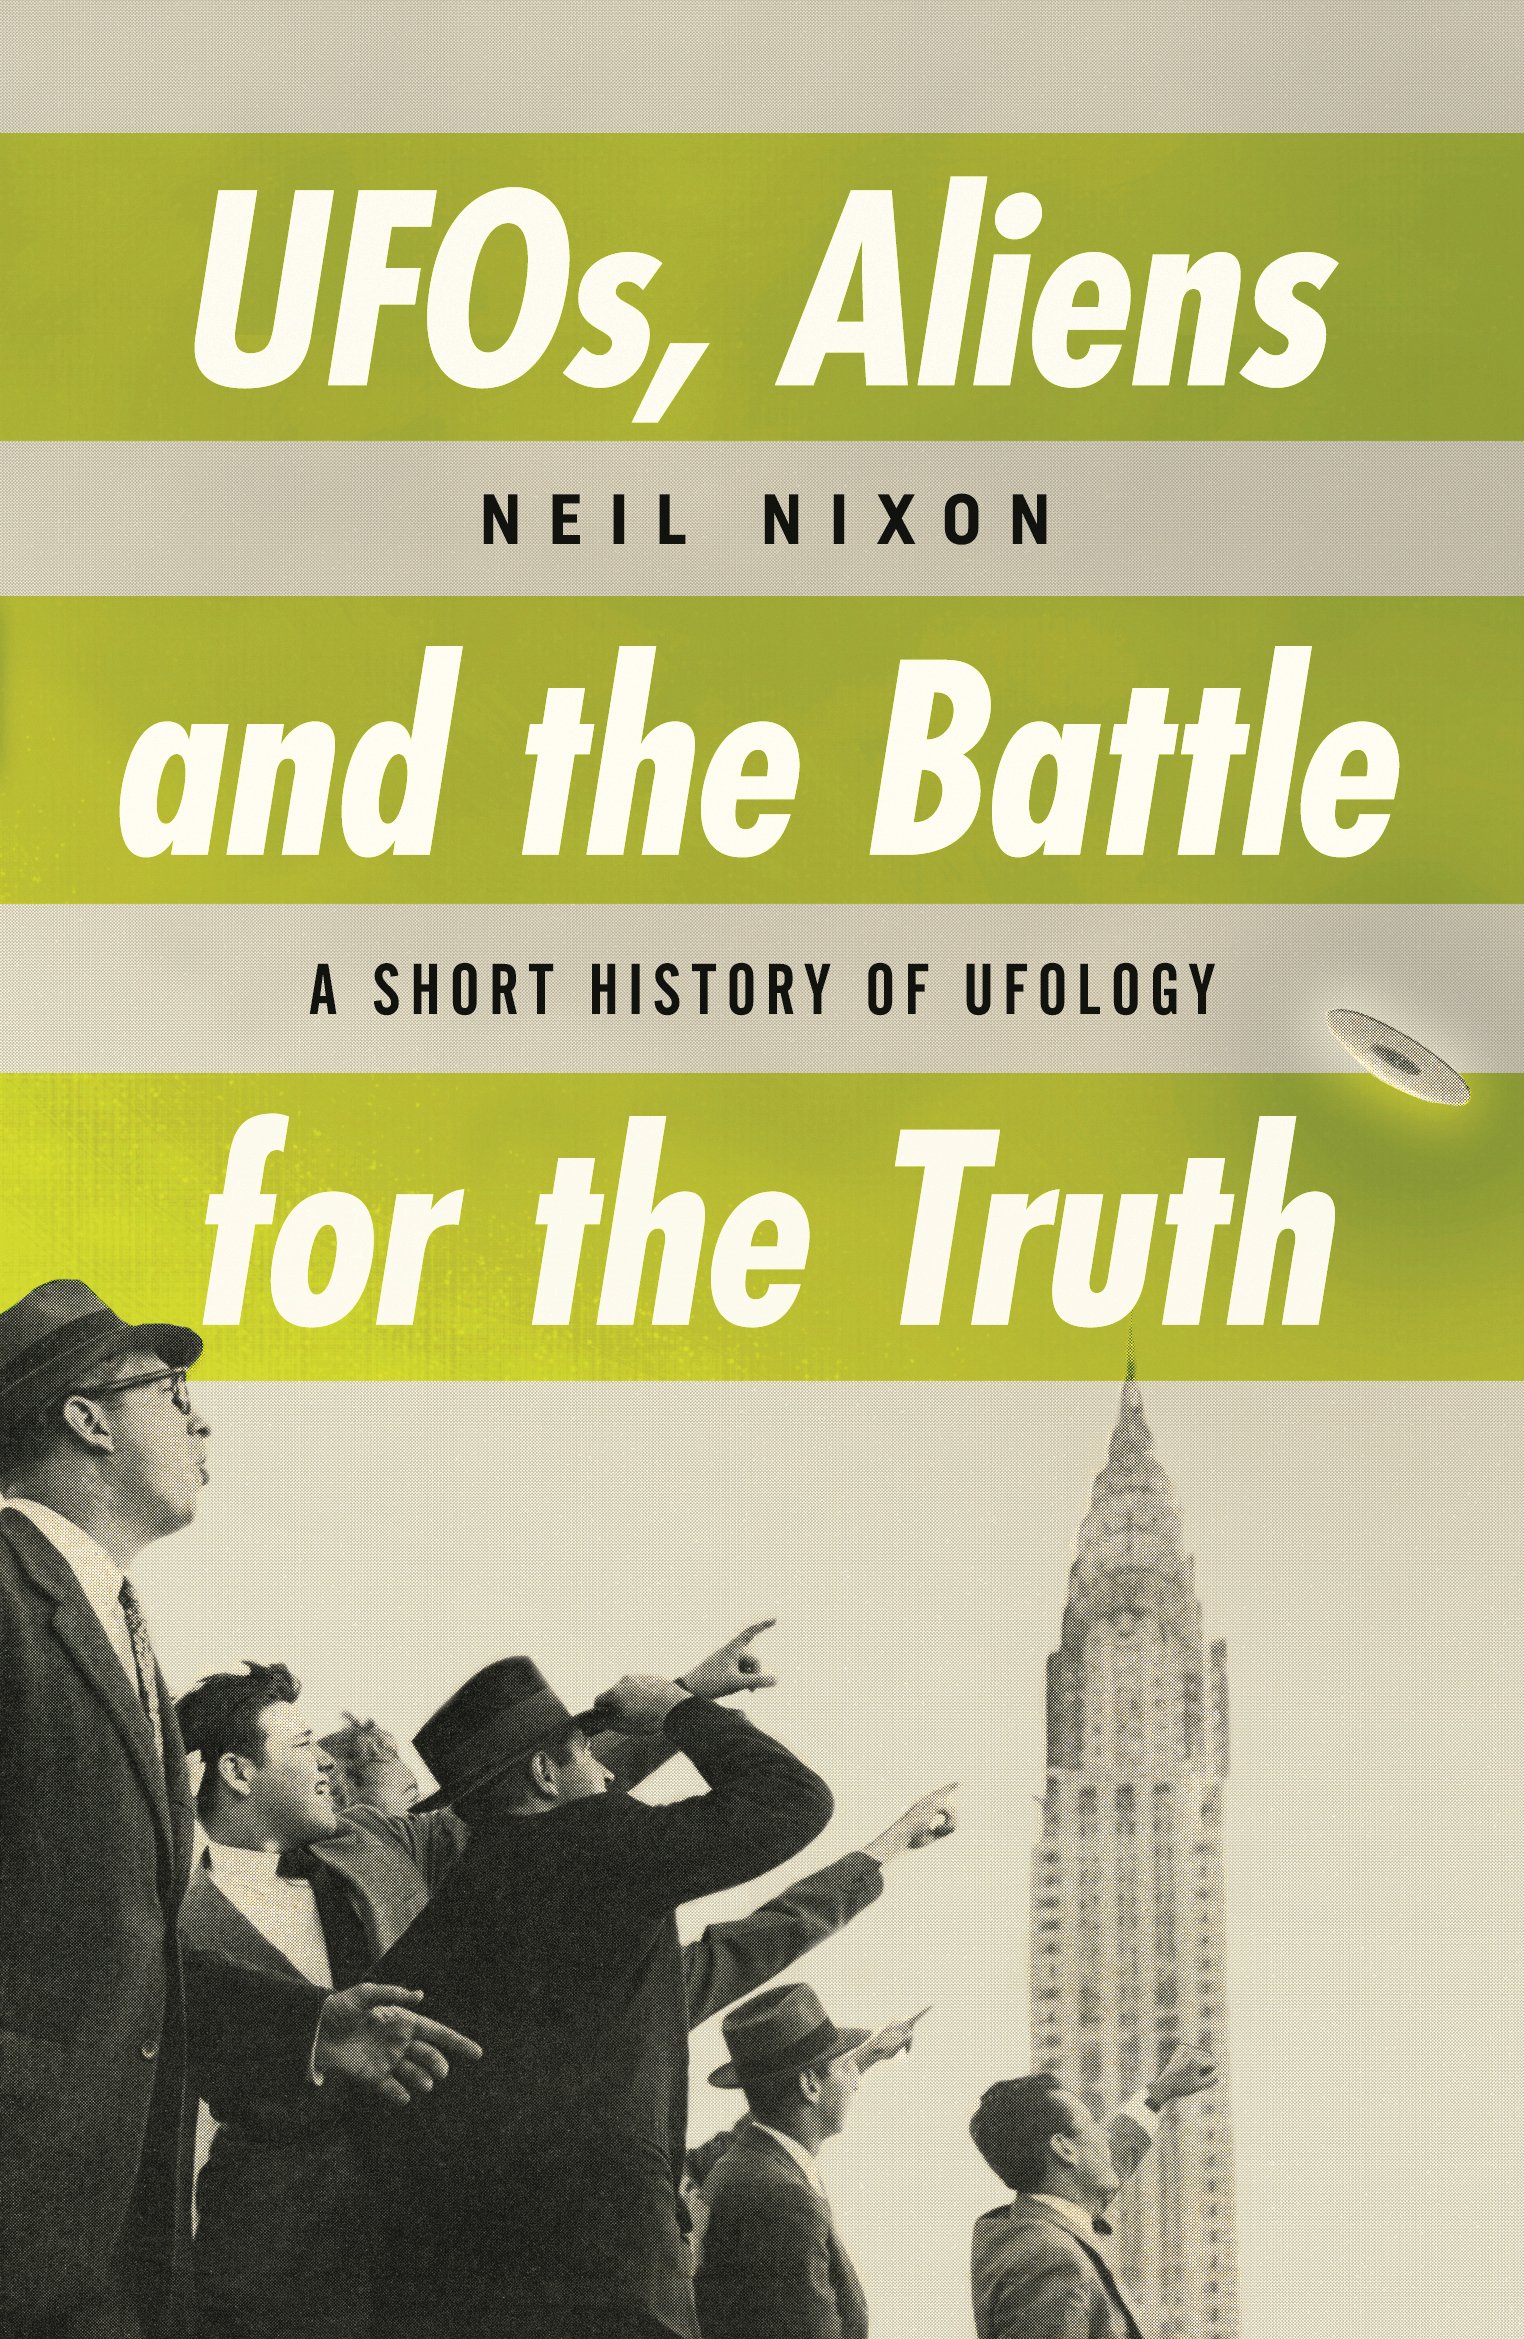 UFOs, Aliens
NEIL NIXON
and the Battle
A SHORT HISTORY OF UFOLOGY
for the Truth